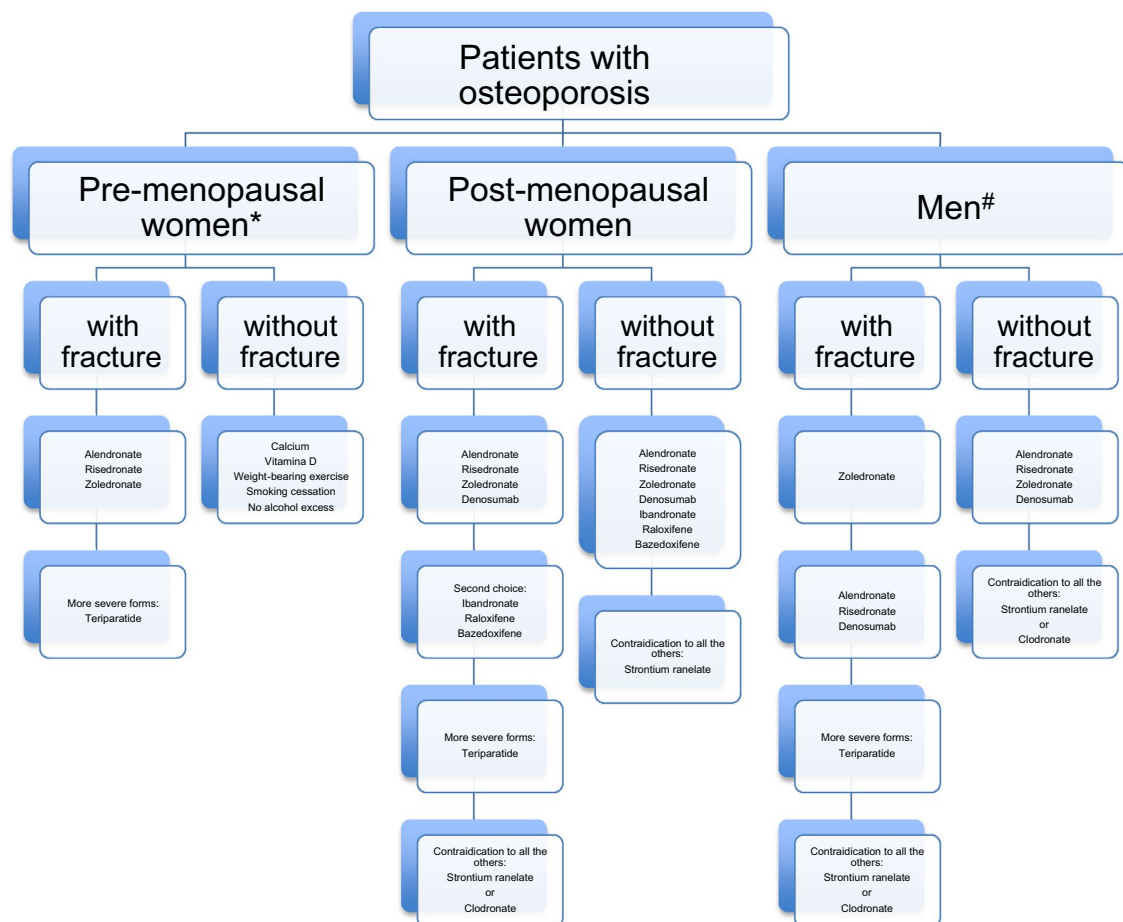 Patients with
osteoporosis
Pre-menopausal
women*
Post-menopausal
women
Men#
with
fracture
without
fracture
with
fracture
without
fracture
with
fracture
without
fracture
Alendronate
Risedronate
Zoledronate
More severe forms:
Teriparatide
Calcium
Vitamina D
Weight-bearing exercise
Smoking cessation
No alcohol excess
Alendronate
Risedronate
Zoledronate
Denosumab
Second choice:
Ibandronate
Raloxifene
Bazedoxifene
More severe forms:
Teriparatide
Contraidication to all the
others:
Strontium ranelate
or
Clodronate
Alendronate
Risedronate
Zoledronate
Denosumab
Ibandronate
Raloxifene
Bazedoxifene
Contraidication to all the
others:
Strontium ranelate
Zoledronate
Alendronate
Risedronate
Denosumab
More severe forms:
Teriparatide
Contraidication to all the
others:
Strontium ranelate
or
Clodronate
Alendronate
Risedronate
Zoledronate
Denosumab
Contraidication to all the
others:
Strontium ranelate
or
Clodronate